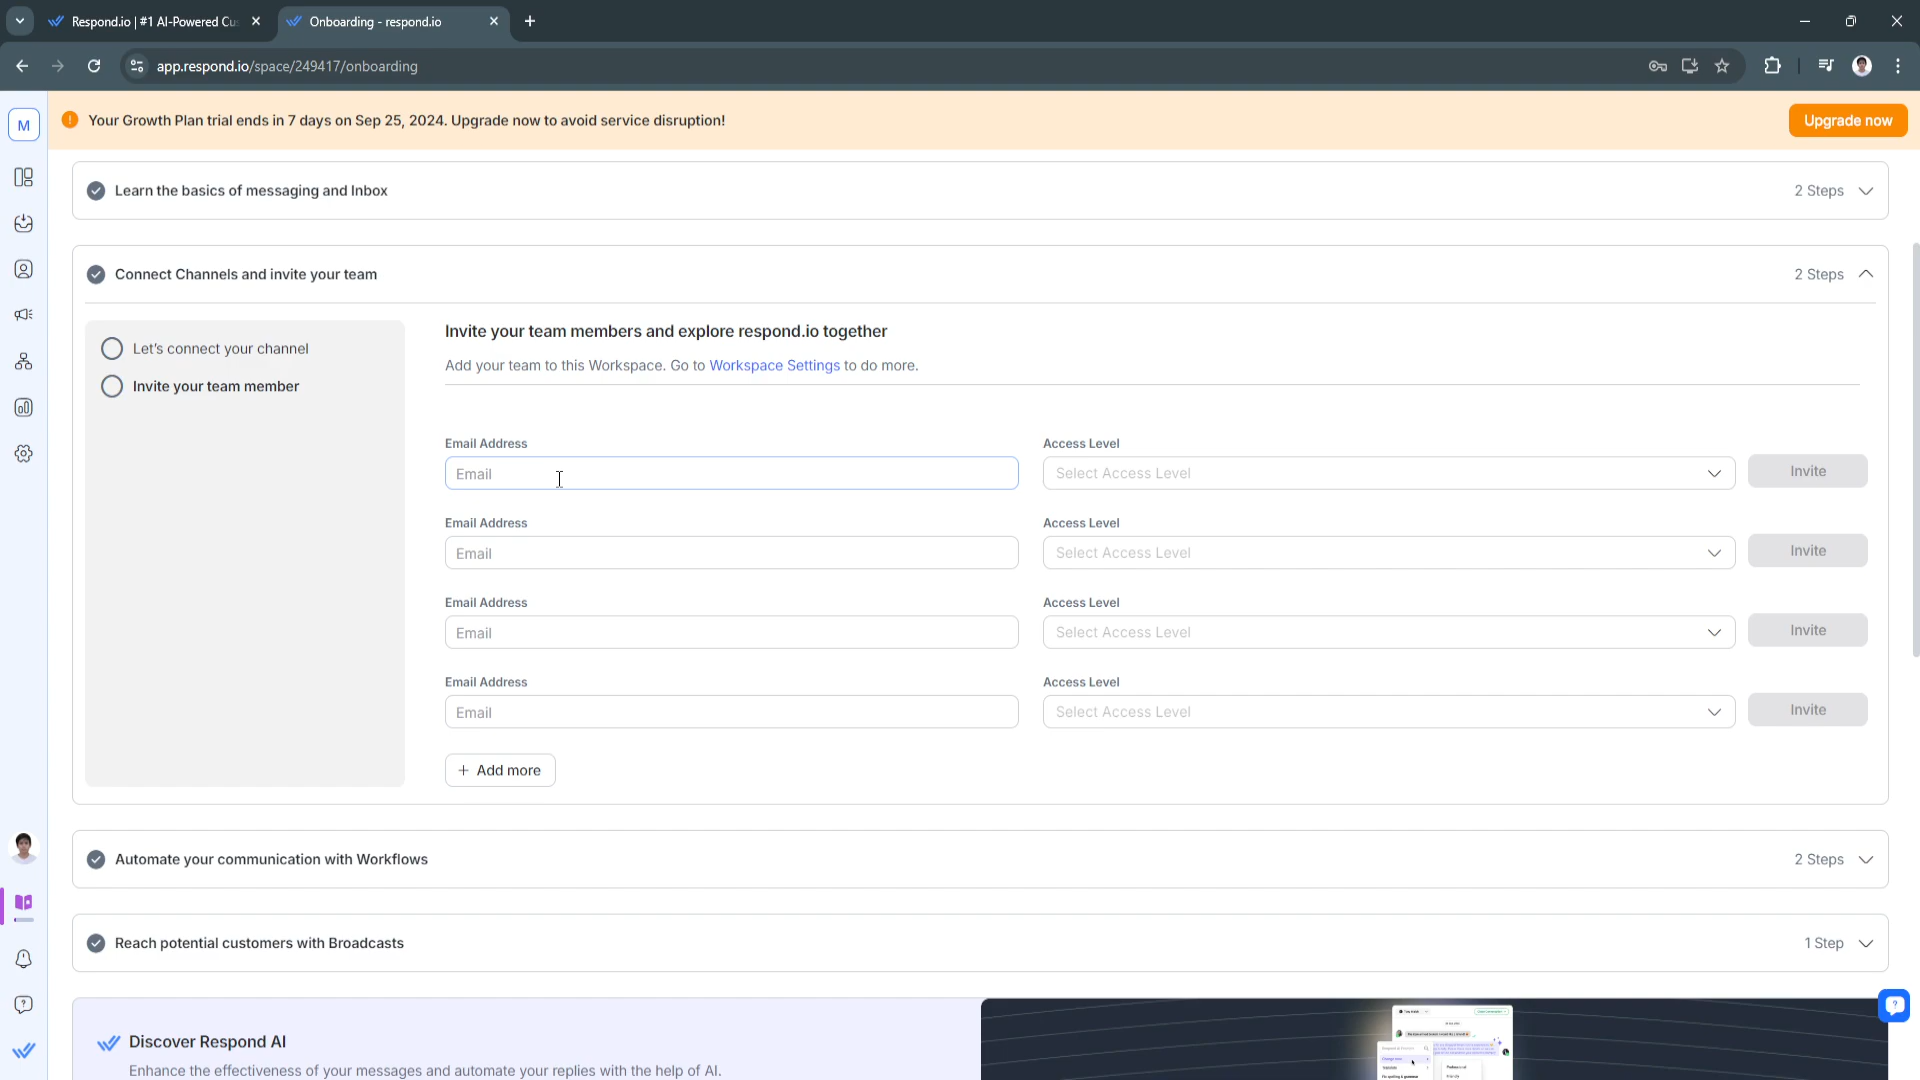 Respond.io | #1 AI-Powered Cu
Onboarding - respond.io
app.respond.io/space/249417/onboarding
M
Your Growth Plan trial ends in 7 days on Sep 25, 2024. Upgrade now to avoid service disruption!
Upgrade now
Learn the basics of messaging and Inbox
2 Steps
Connect Channels and invite your team
2 Steps
Let's connect your channel
Invite your team member
Invite your team members and explore respond.io together
Add your team to this Workspace. Go to Workspace Settings to do more.
Email Address
Access Level
Email
Select Access Level
Invite
Email Address
Access Level
Email
Select Access Level
Invite
Email Address
Access Level
Email
Select Access Level
Invite
Email Address
Access Level
Email
Select Access Level
Invite
+ Add more
Automate your communication with Workflows
2 Steps
Reach potential customers with Broadcasts
1 Step
Discover Respond AI
Enhance the effectiveness of your messages and automate your replies with the help of AI.